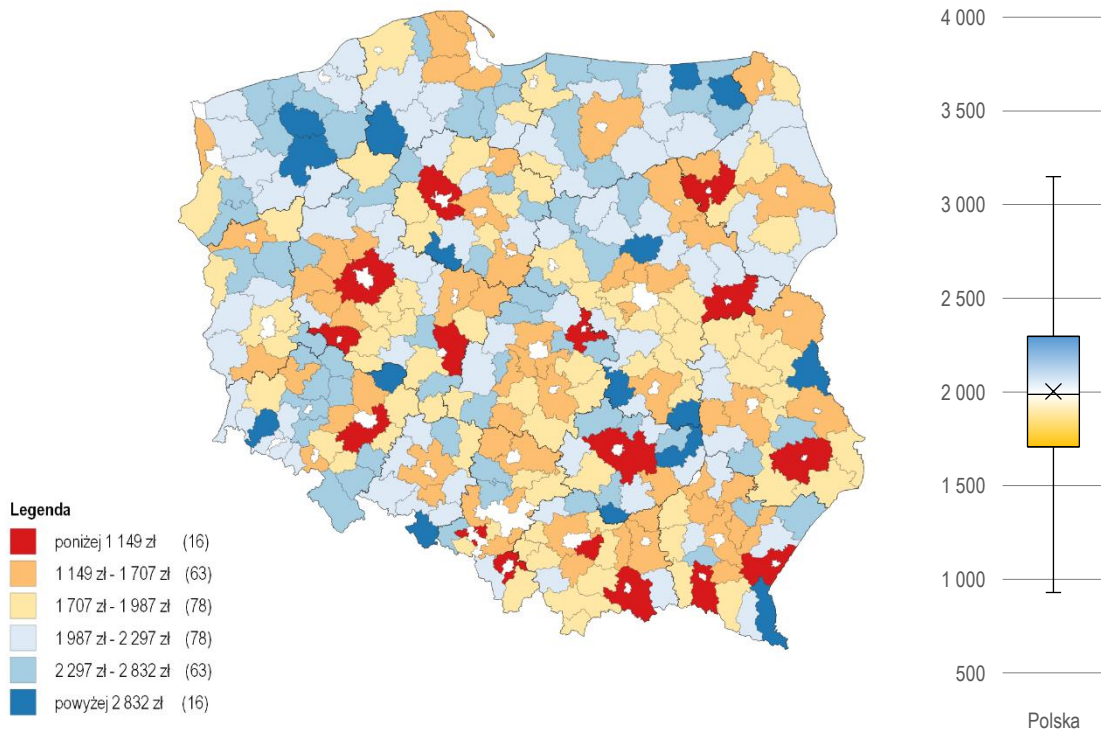 Legenda
poniżej 1 149 zł (16)
1 149 zł - 1 707 zł (63)
1 707 zł - 1 987 zł (78)
1 987 zł - 2 297 zł (78)
2 297 zł - 2 832 zł (63)
powyżej 2 832 zł (16)
4 000
3 500
3 000
2 500
2 000
1 500
1 000
500
Polska